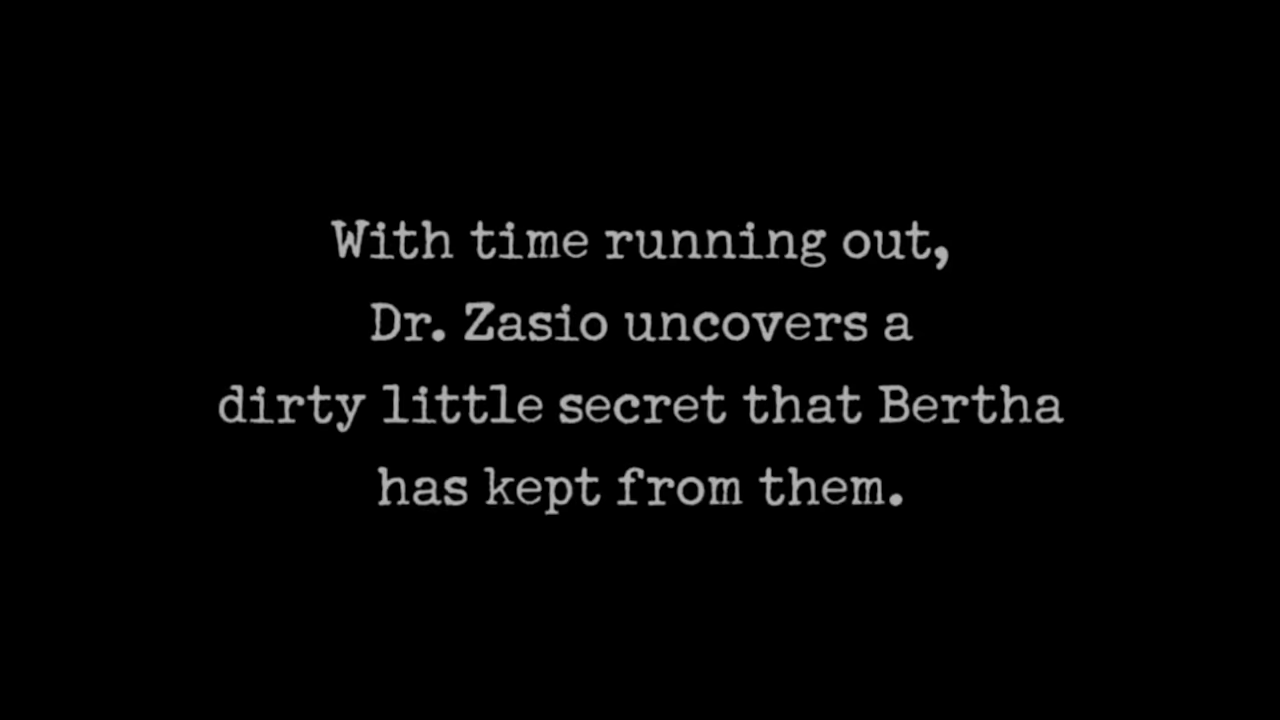 With time running out,
Dr. Zasio uncovers a
dirty little secret that Bertha
has kept from them.